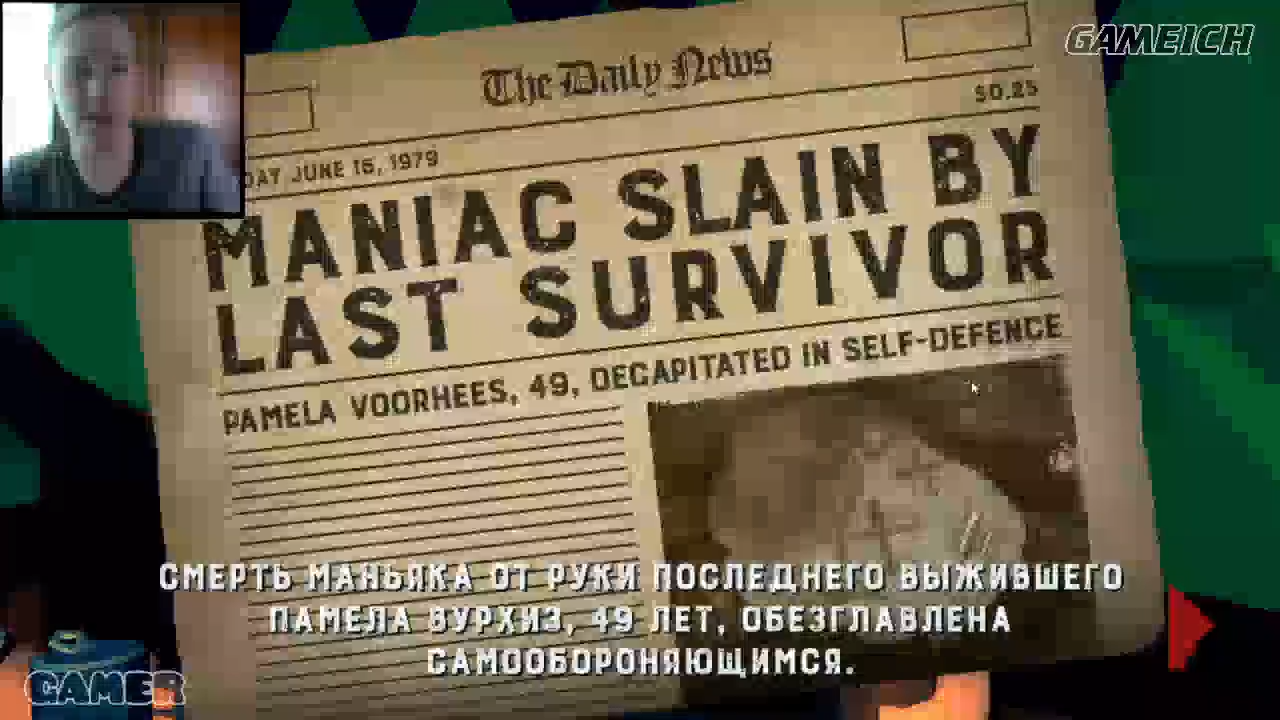 GAMEICH
The Daily News
$0.25
DAY JUNE 16, 1979
MANIAC SLAIN BY
LAST SURVIVOR
PAMELA VOORHEES, 49, DECAPITATED IN SELF-DEFENCE
СМЕРТЬ МАНЬЯКА ОТ РУКИ ПОСЛЕДНЕГО ВЫЖИВШЕГО
ПАМЕЛА ВУРХИЗ, 49 ЛЕТ, ОБЕЗГЛАВЛЕНА
САМООБОРОНЯЮЩИМСЯ.
GAMER